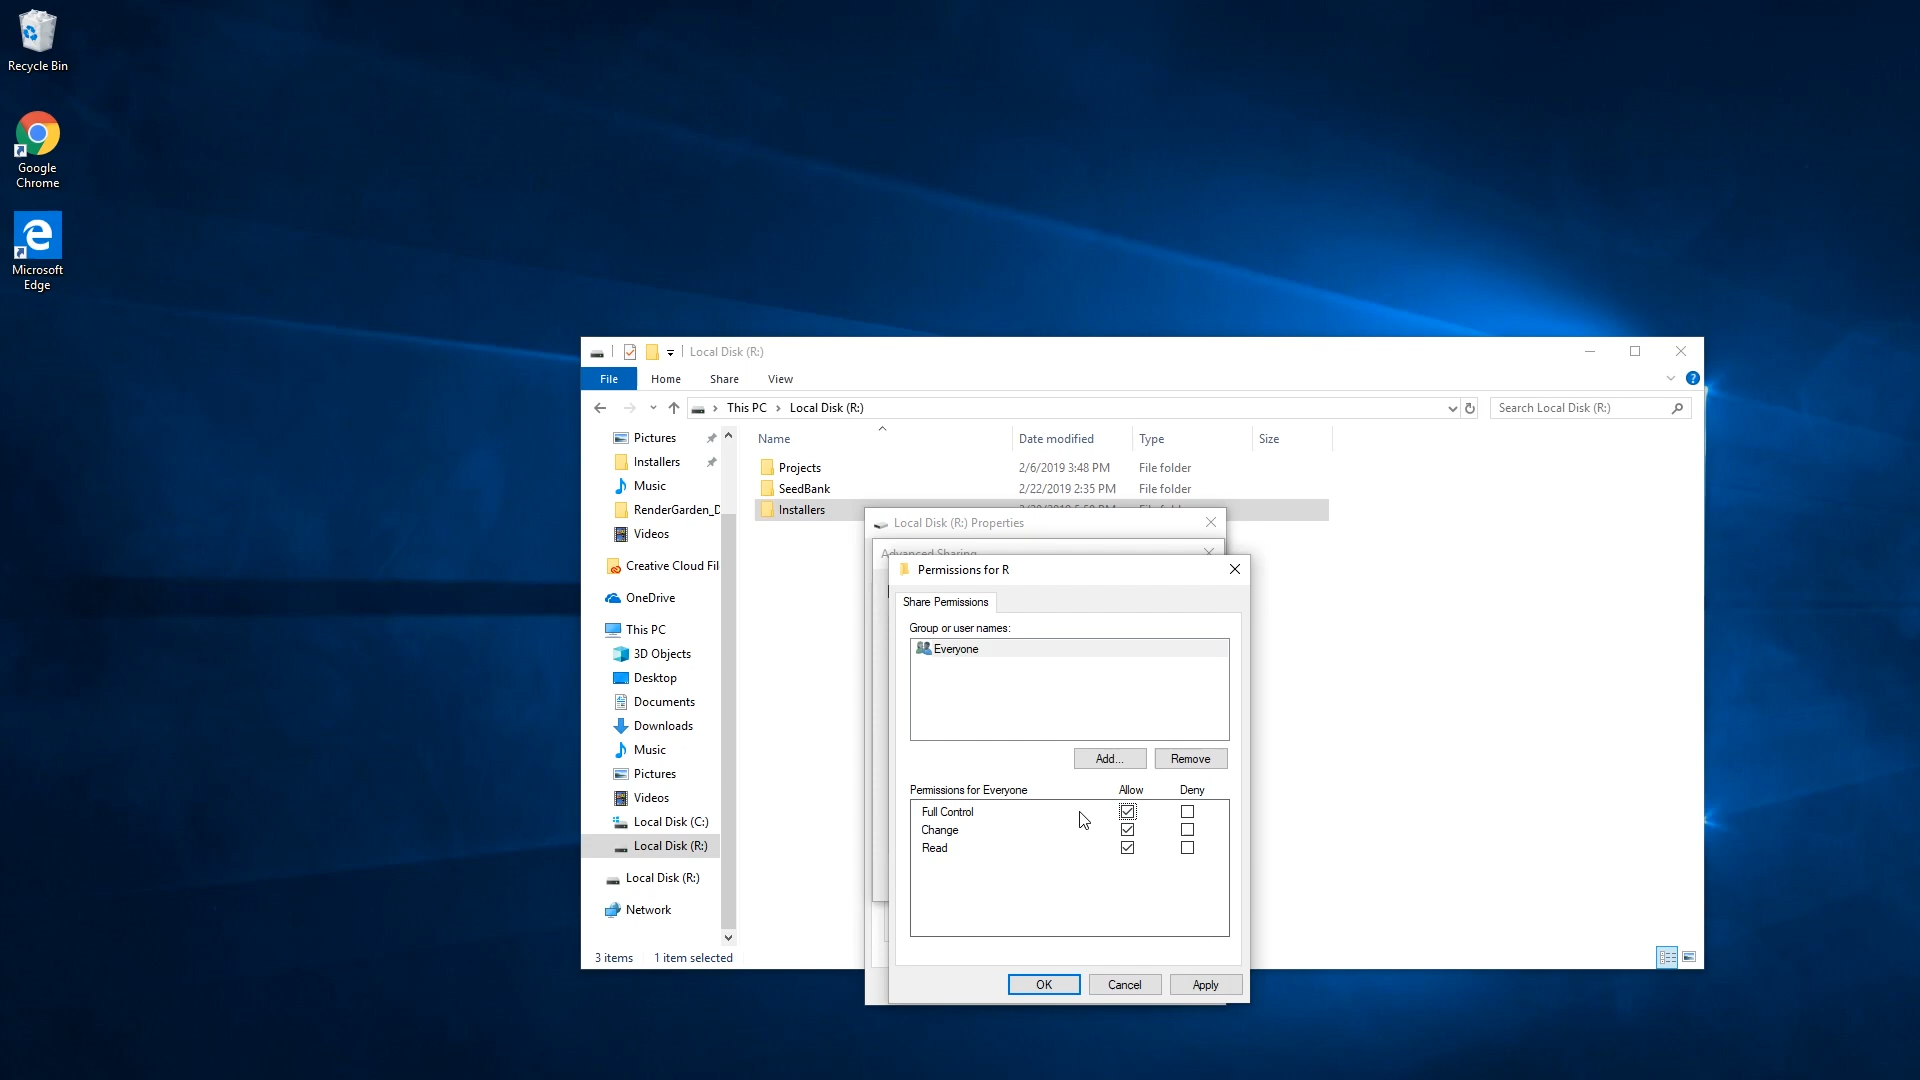 Recycle Bin
Google
Chrome
Microsoft
Edge
Local Disk (R:)
File
Home
Share
View
This PC
Local Disk (R:)
Search Local Disk (R:)
Name
Date modified
Type
Size
Projects
2/6/2019 3:48 PM
File folder
SeedBank
2/22/2019 2:35 PM
File folder
Installers
Pictures
Installers
Music
RenderGarden_D
Videos
Creative Cloud Fil
OneDrive
This PC
3D Objects
Desktop
Documents
Downloads
Music
Pictures
Videos
Local Disk (C:)
Local Disk (R:)
Local Disk (R:)
Network
3 items
1 item selected
Local Disk (R:) Properties
Advanced Sharing
Permissions for R
Share Permissions
Group or user names:
Everyone
Add...
Remove
Permissions for Everyone
Allow
Deny
Full Control
Change
Read
OK
Cancel
Apply